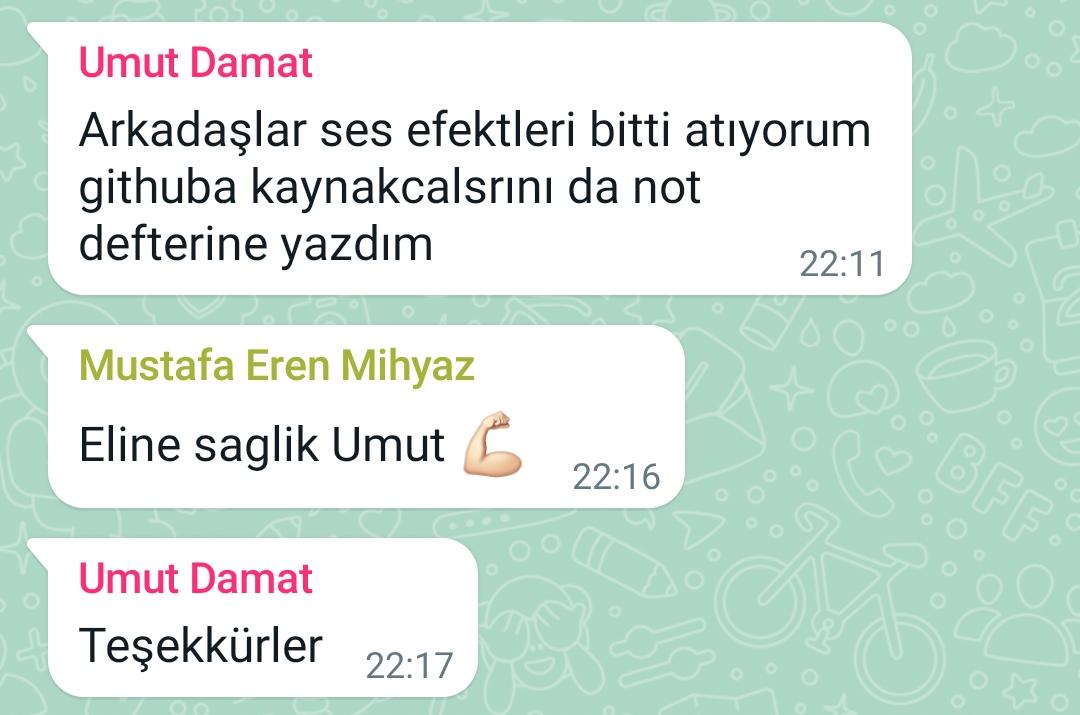 Umut Damat
Arkadaşlar ses efektleri bitti atıyorum
githuba kaynakcalsrını da not
defterine yazdım
22:11
Mustafa Eren Mihyaz
Eline saglik Umut 💪🏻
22:16
Umut Damat
Teşekkürler
22:17
BFF